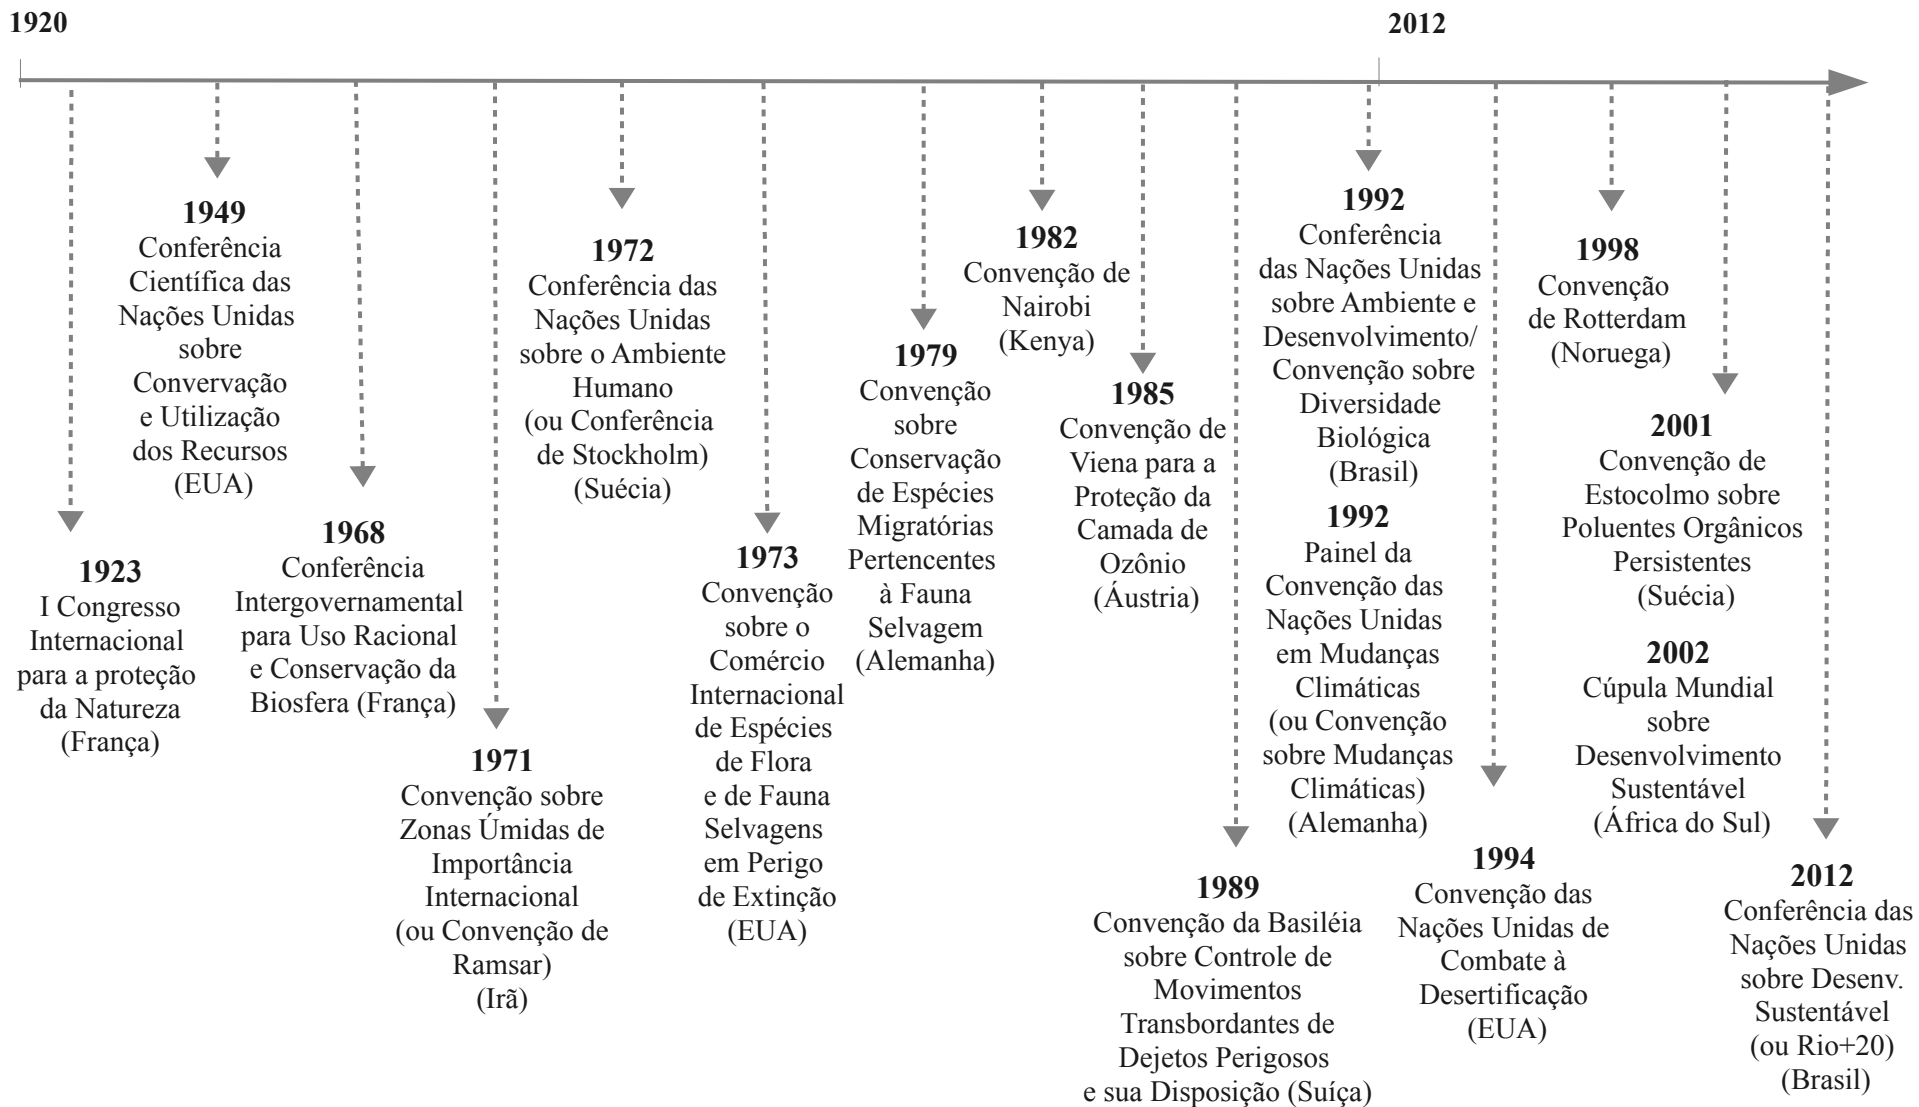 1920
2012
1923
I Congresso
Internacional
para a proteção
da Natureza
(França)
1949
Conferência
Científica das
Nações Unidas
sobre
Convervação
e Utilização
dos Recursos
(EUA)
1968
Conferência
Intergovernamental
para Uso Racional
e Conservação da
Biosfera (França)
1971
Convenção sobre
Zonas Úmidas de
Importância
Internacional
(ou Convenção de
Ramsar)
(Irã)
1972
Conferência das
Nações Unidas
sobre o Ambiente
Humano
(ou Conferência
de Stockholm)
(Suécia)
1973
Convenção
sobre o
Comércio
Internacional
de Espécies
de Flora
e de Fauna
Selvagens
em Perigo
de Extinção
(EUA)
1979
Convenção
sobre
Conservação
de Espécies
Migratórias
Pertencentes
à Fauna
Selvagem
(Alemanha)
1982
Convenção de
Nairobi
(Kenya)
1985
Convenção de
Viena para a
Proteção da
Camada de
Ozônio
(Áustria)
1989
Convenção da Basiléia
sobre Controle de
Movimentos
Transbordantes de
Dejetos Perigosos
e sua Disposição (Suíça)
1992
Conferência
das Nações Unidas
sobre Ambiente e
Desenvolvimento/
Convenção sobre
Diversidade
Biológica
(Brasil)
1992
Painel da
Convenção das
Nações Unidas
em Mudanças
Climáticas
(ou Convenção
sobre Mudanças
Climáticas)
(Alemanha)
1994
Convenção das
Nações Unidas de
Combate à
Desertificação
(EUA)
1998
Convenção
de Rotterdam
(Noruega)
2001
Convenção de
Estocolmo sobre
Poluentes Orgânicos
Persistentes
(Suécia)
2002
Cúpula Mundial
sobre
Desenvolvimento
Sustentável
(África do Sul)
2012
Conferência das
Nações Unidas
sobre Desenv.
Sustentável
(ou Rio+20)
(Brasil)